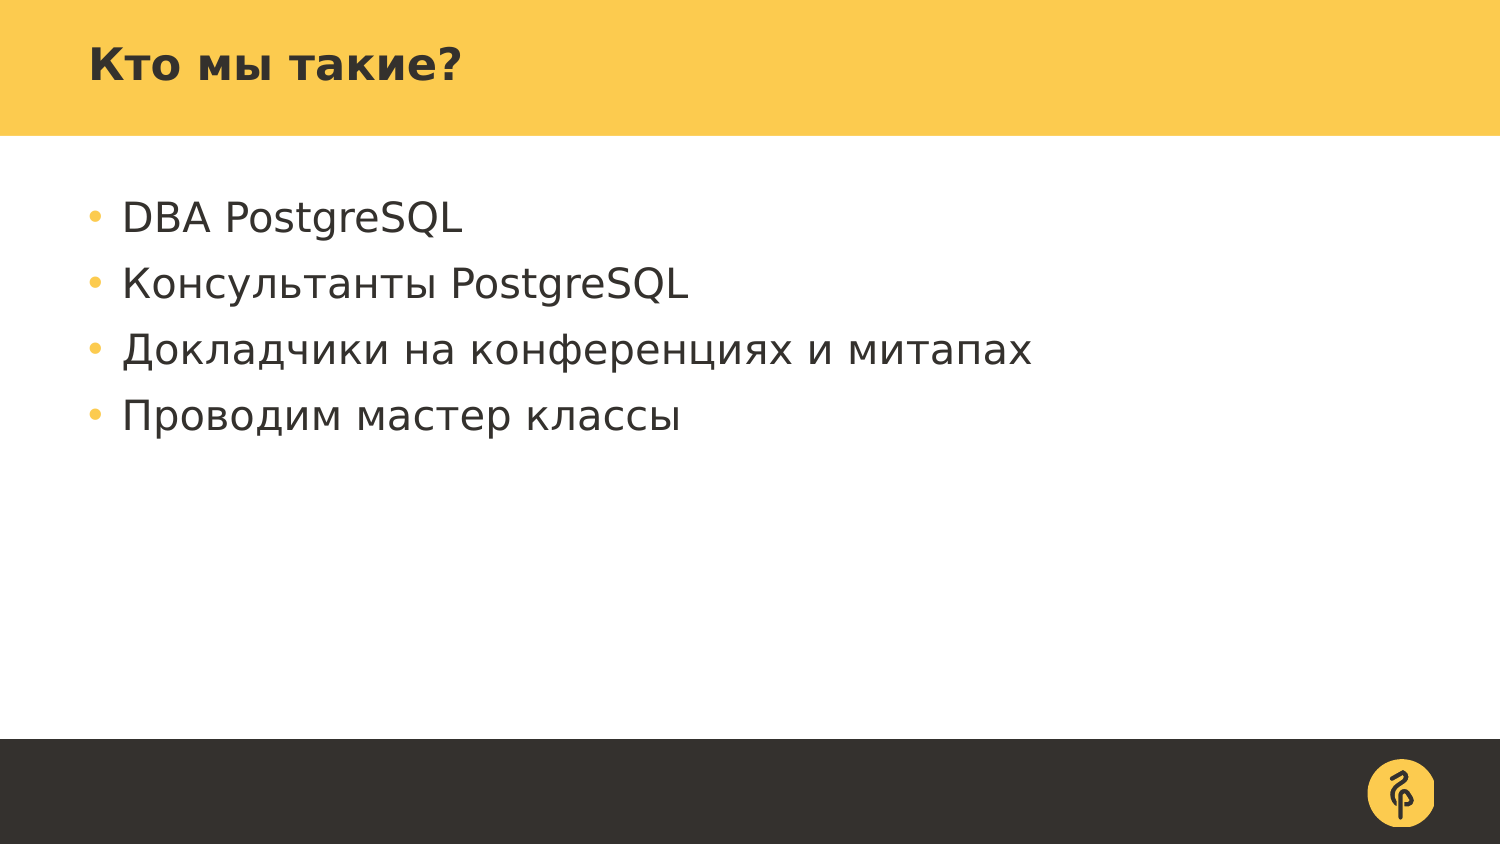 Кто мы такие?
• DBA PostgreSQL
• Консультанты PostgreSQL
• Докладчики на конференциях и митапах
• Проводим мастер классы